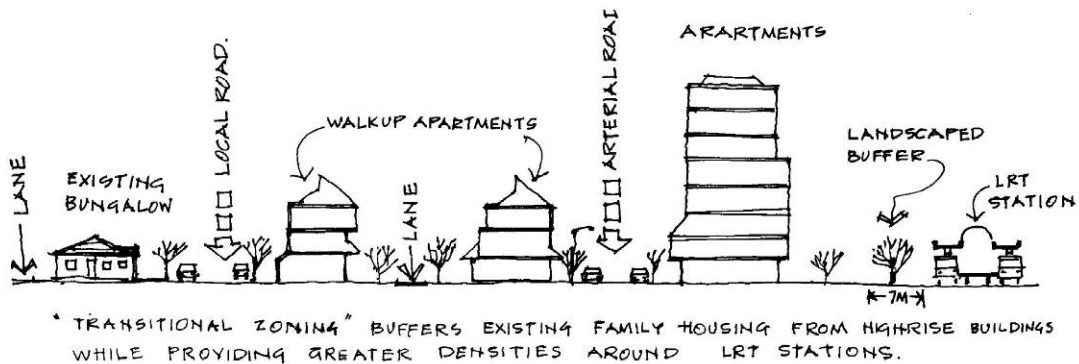 LANE
EXISTING
BUNGALOW
LOCAL ROAD.
WALKUP APARTMENTS
LANE
ARTERIAL ROAD
ARARTMENTS
LANDSCAPED
BUFFER
LRT
STATION
7M
"TRANSITIONAL ZONING" BUFFERS EXISTING FAMILY HOUSING FROM HIGHRISE BUILDINGS
WHILE PROVIDING GREATER DENSITIES AROUND LRT STATIONS.